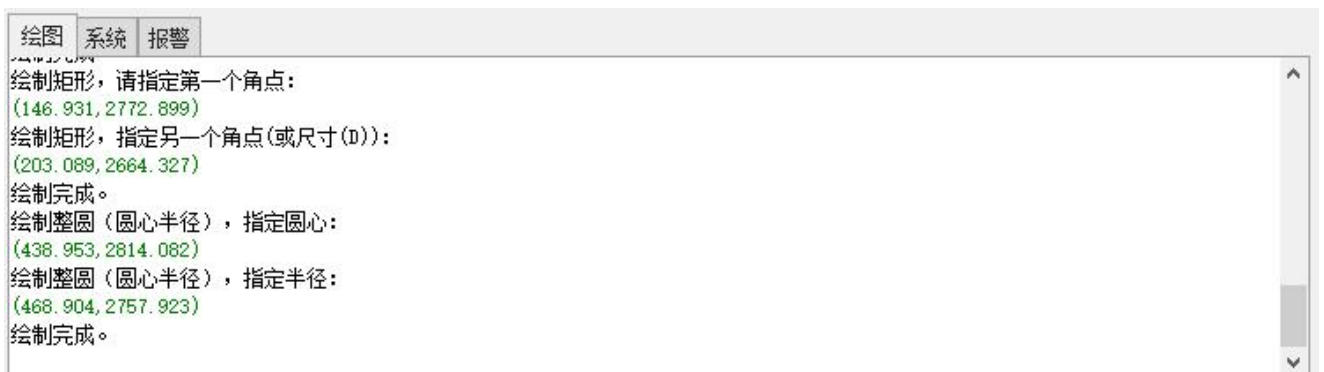 绘图 系统 报警
绘制完成
绘制矩形，请指定第一个角点：
(146.931,2772.899)
绘制矩形，指定另一个角点(或尺寸(D))：
(203.089,2664.327)
绘制完成。
绘制整圆（圆心半径），指定圆心：
(438.953,2814.082)
绘制整圆（圆心半径），指定半径：
(468.904,2757.923)
绘制完成。